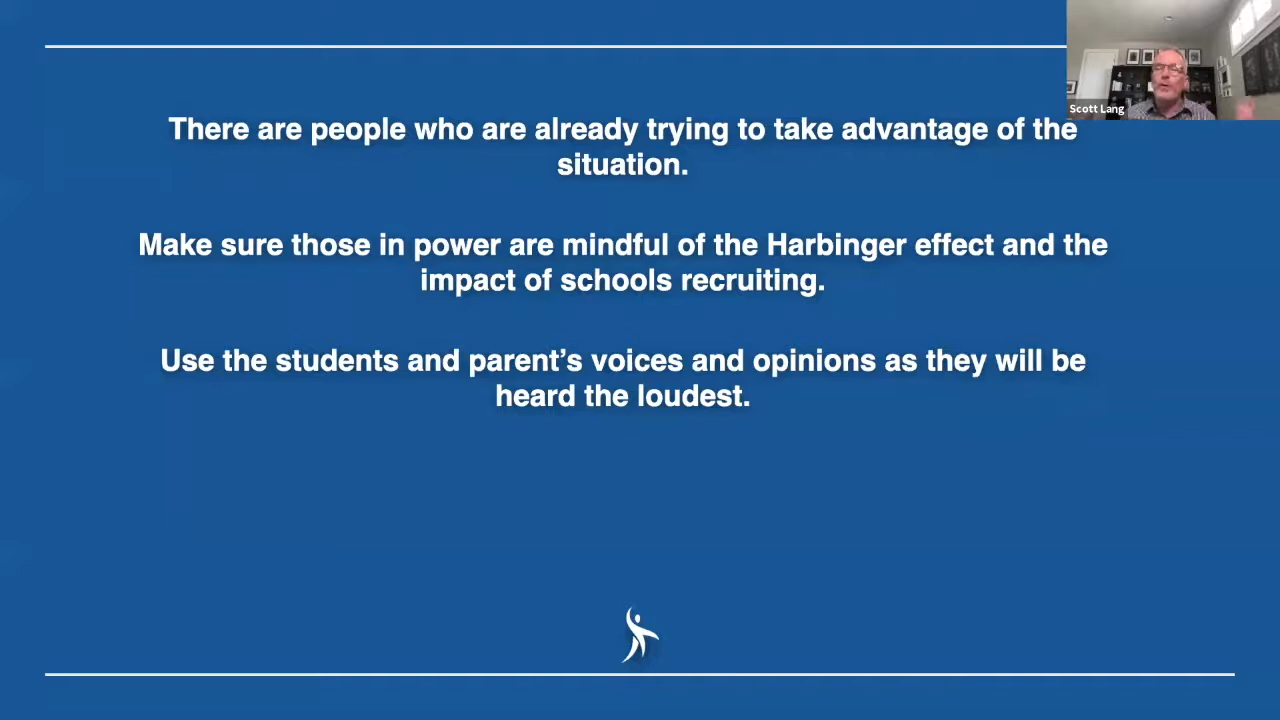 There are people who are already trying to take advantage of the
situation.
Make sure those in power are mindful of the Harbinger effect and the
impact of schools recruiting.
Use the students and parent’s voices and opinions as they will be
heard the loudest.
Scott Lang